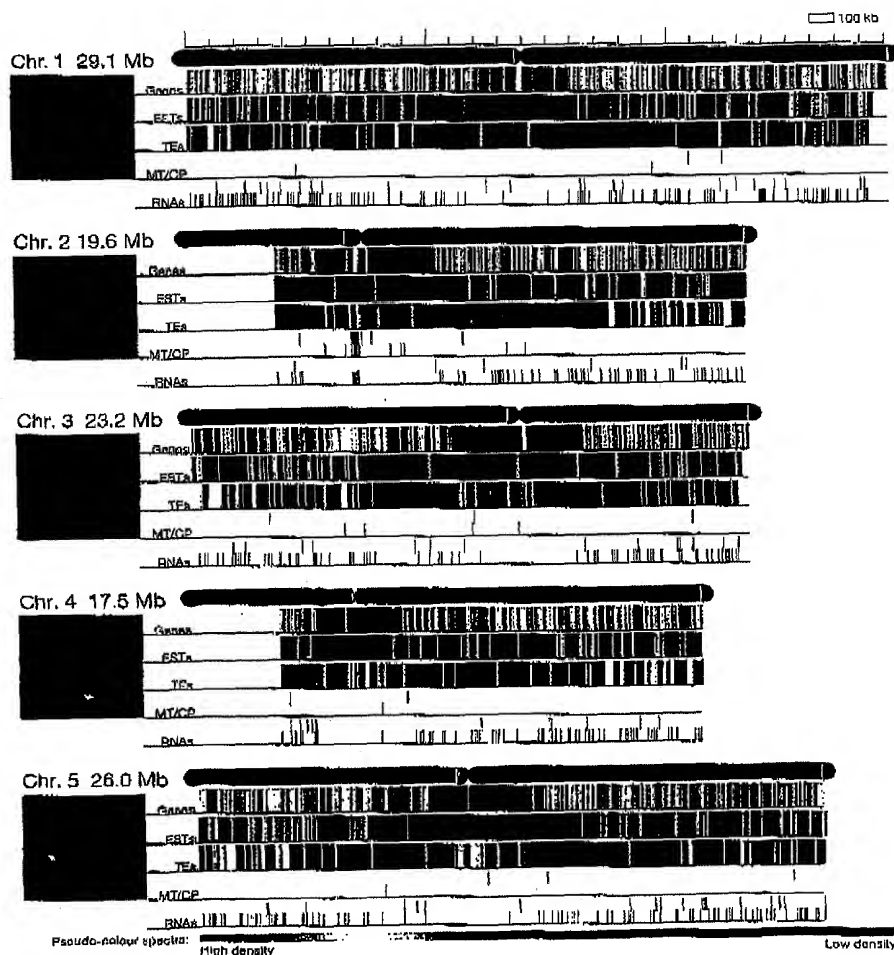 100 kb
Chr. 1 29.1 Mb
Genes
ESTs
TEs
MT/CP
RNAs
Chr. 2 19.6 Mb
Genes
ESTs
TEs
MT/CP
RNAs
Chr. 3 23.2 Mb
Genes
ESTs
TEs
MT/CP
RNAs
Chr. 4 17.5 Mb
Genes
ESTs
TEs
MT/CP
RNAs
Chr. 5 26.0 Mb
Genes
ESTs
TEs
MT/CP
RNAs
Pseudo-colour spectra:
High density
Low density